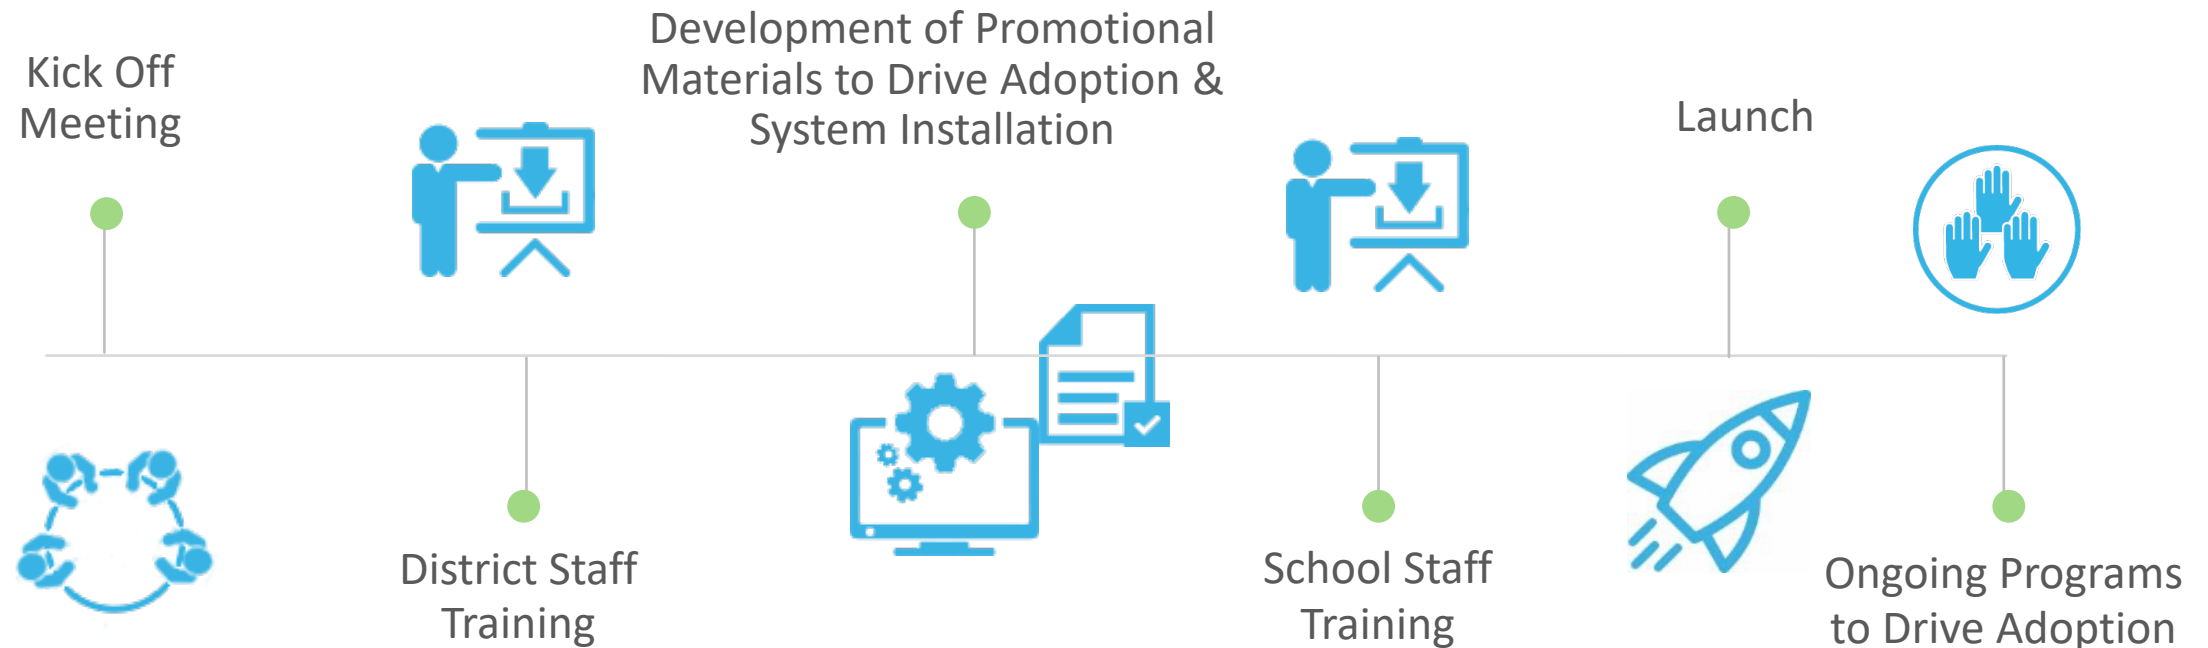 Kick Off
Meeting
District Staff
Training
Development of Promotional
Materials to Drive Adoption &
System Installation
School Staff
Training
Launch
Ongoing Programs
to Drive Adoption